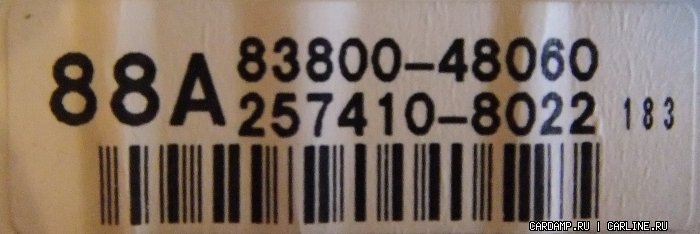 88A 83800-48060
257410-8022 183
CARDAMP.RU | CARLINE.RU